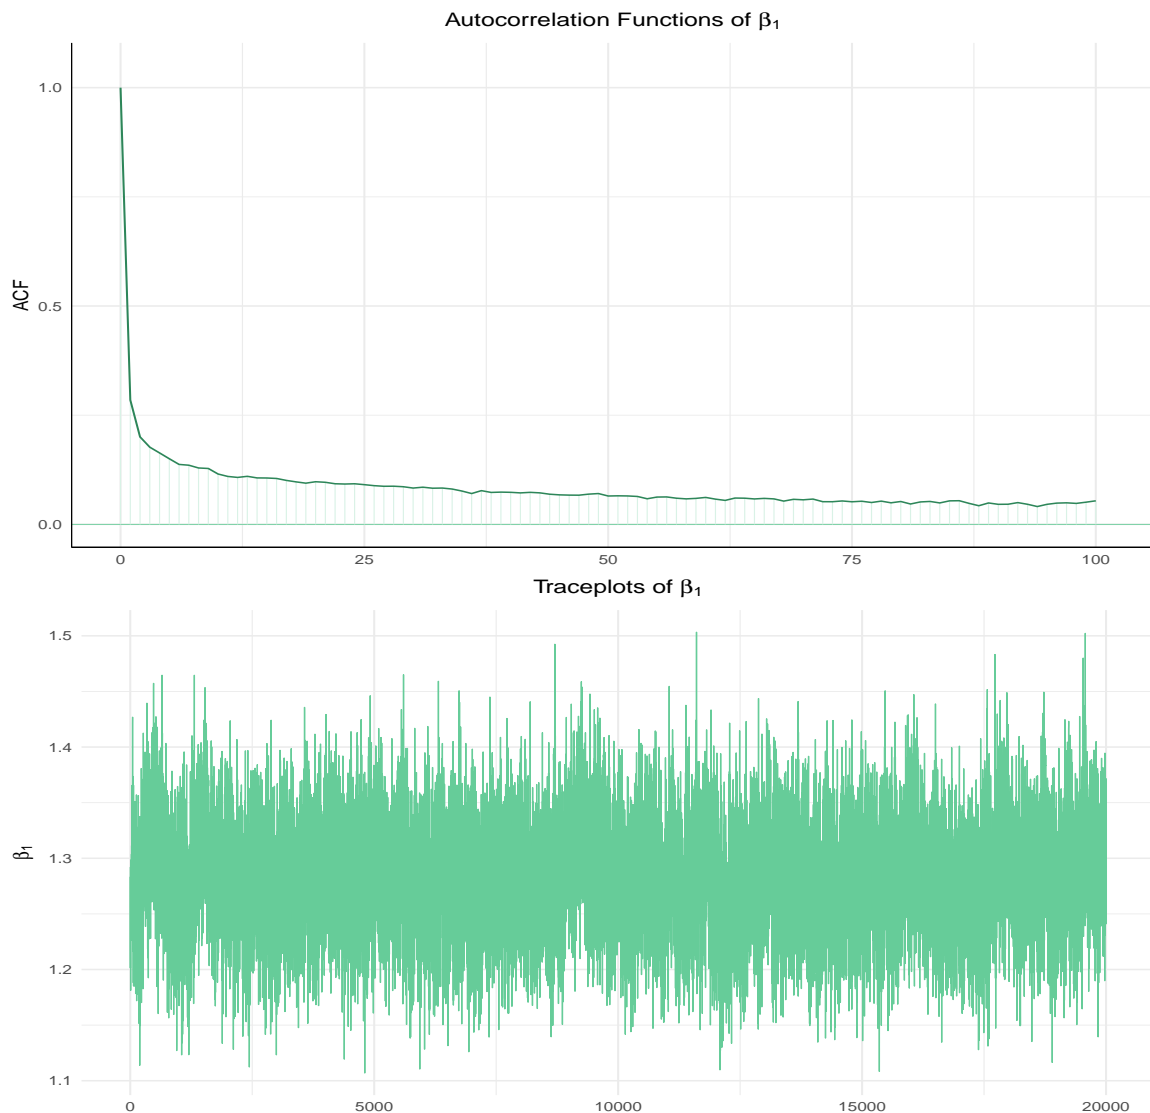 Autocorrelation Functions of β₁
1.0
0.5
0.0
ACF
0 25 50 75 100
Traceplots of β₁
1.5
1.4
1.3
1.2
1.1
β₁
0 5000 10000 15000 20000